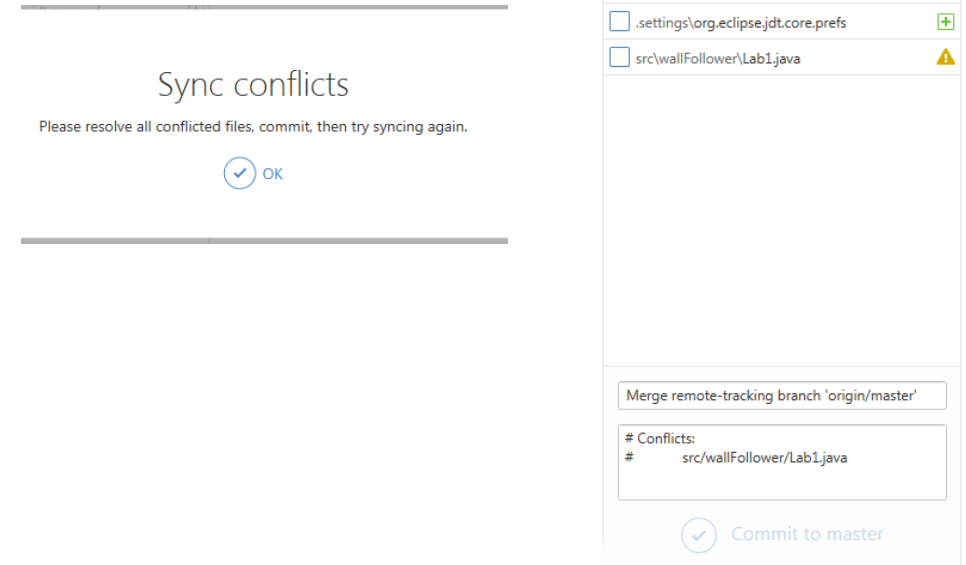 Sync conflicts
Please resolve all conflicted files, commit, then try syncing again.
OK
.settings\org.eclipse.jdt.core.prefs
src\wallFollower\Lab1.java
Merge remote-tracking branch 'origin/master'
# Conflicts:
# src/wallFollower/Lab1.java
Commit to master